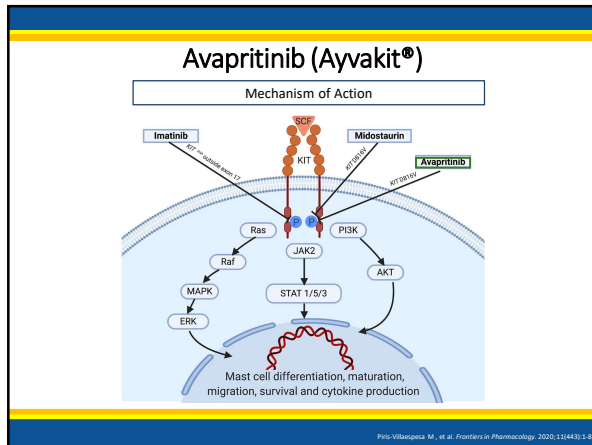 Avapritinib (Ayvakit®)
Mechanism of Action
SCF
Imatinib
Midostaurin
KIT
Avapritinib
KIT outside exon 17
KIT D816V
KIT D816V
P
P
Ras
PI3K
JAK2
Raf
AKT
MAPK
STAT 1/5/3
ERK
Mast cell differentiation, maturation,
migration, survival and cytokine production
Piris-Villaespesa M, et al. Frontiers in Pharmacology. 2020;11(443):1-8